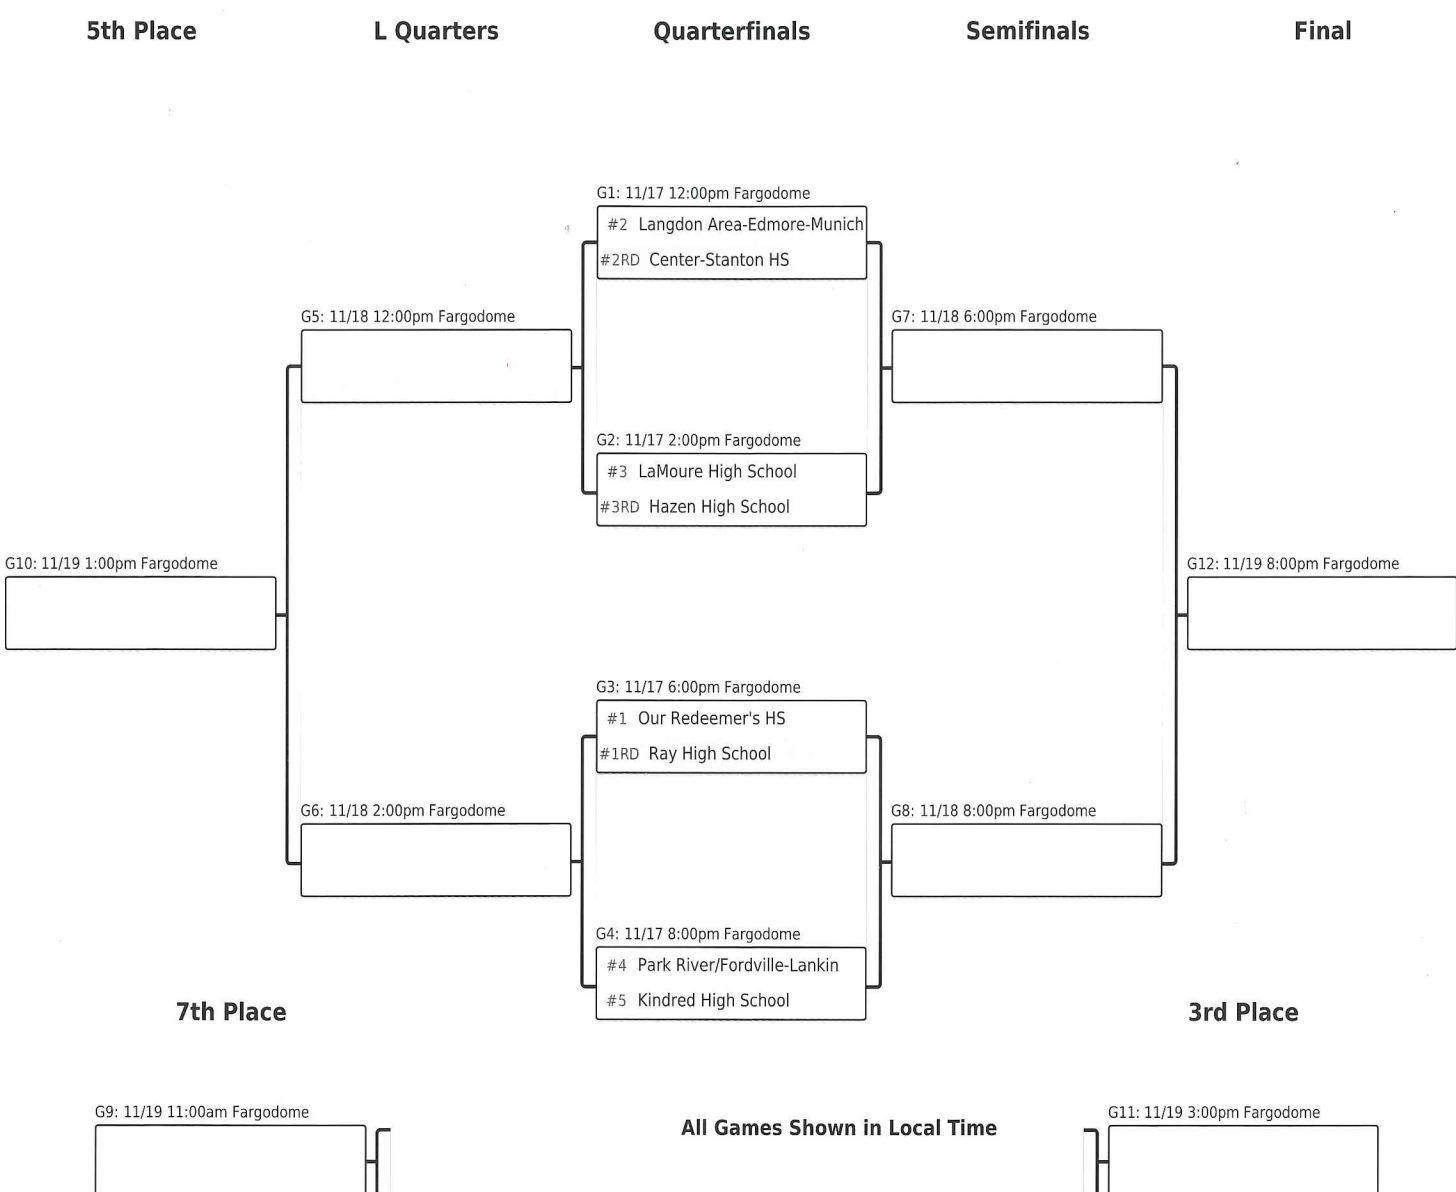 5th Place
L Quarters
Quarterfinals
Semifinals
Final
G1: 11/17 12:00pm Fargodome
#2 Langdon Area-Edmore-Munich
#2RD Center-Stanton HS
G5: 11/18 12:00pm Fargodome
G7: 11/18 6:00pm Fargodome
G2: 11/17 2:00pm Fargodome
#3 LaMoure High School
#3RD Hazen High School
G10: 11/19 1:00pm Fargodome
G12: 11/19 8:00pm Fargodome
G3: 11/17 6:00pm Fargodome
#1 Our Redeemer's HS
#1RD Ray High School
G6: 11/18 2:00pm Fargodome
G8: 11/18 8:00pm Fargodome
G4: 11/17 8:00pm Fargodome
#4 Park River/Fordville-Lankin
#5 Kindred High School
7th Place
3rd Place
G9: 11/19 11:00am Fargodome
G11: 11/19 3:00pm Fargodome
All Games Shown in Local Time